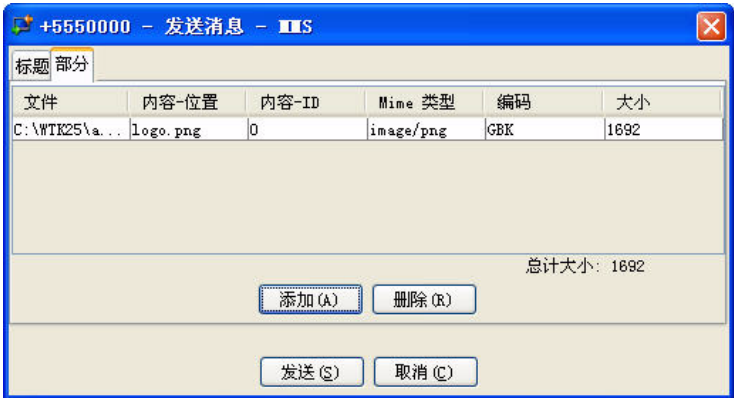 +5550000 - 发送消息 - MMS
标题 部分
文件 内容-位置 内容-ID Mime 类型 编码 大小
C:\WTK25\a... logo.png 0 image/png GBK 1692
总计大小: 1692
添加(A) 删除(R)
发送(S) 取消(C)